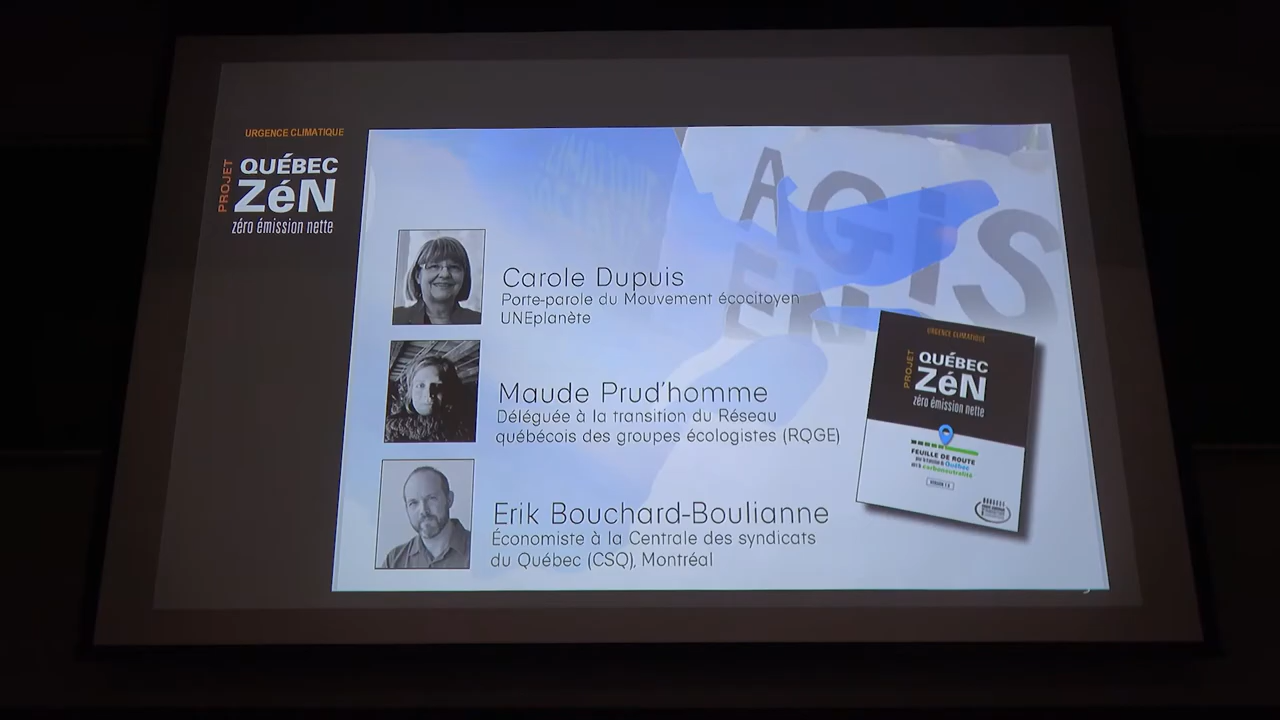 URGENCE CLIMATIQUE
PROJET
QUÉBEC
ZéN
zéro émission nette
AGiS
EN
Carole Dupuis
Porte-parole du Mouvement écocitoyen
UNEplanète
Maude Prud'homme
Déléguée à la transition du Réseau
québécois des groupes écologistes (RQGE)
Erik Bouchard-Boulianne
Économiste à la Centrale des syndicats
du Québec (CSQ), Montréal
URGENCE CLIMATIQUE
PROJET
QUÉBEC
ZéN
zéro émission nette
FEUILLE DE ROUTE